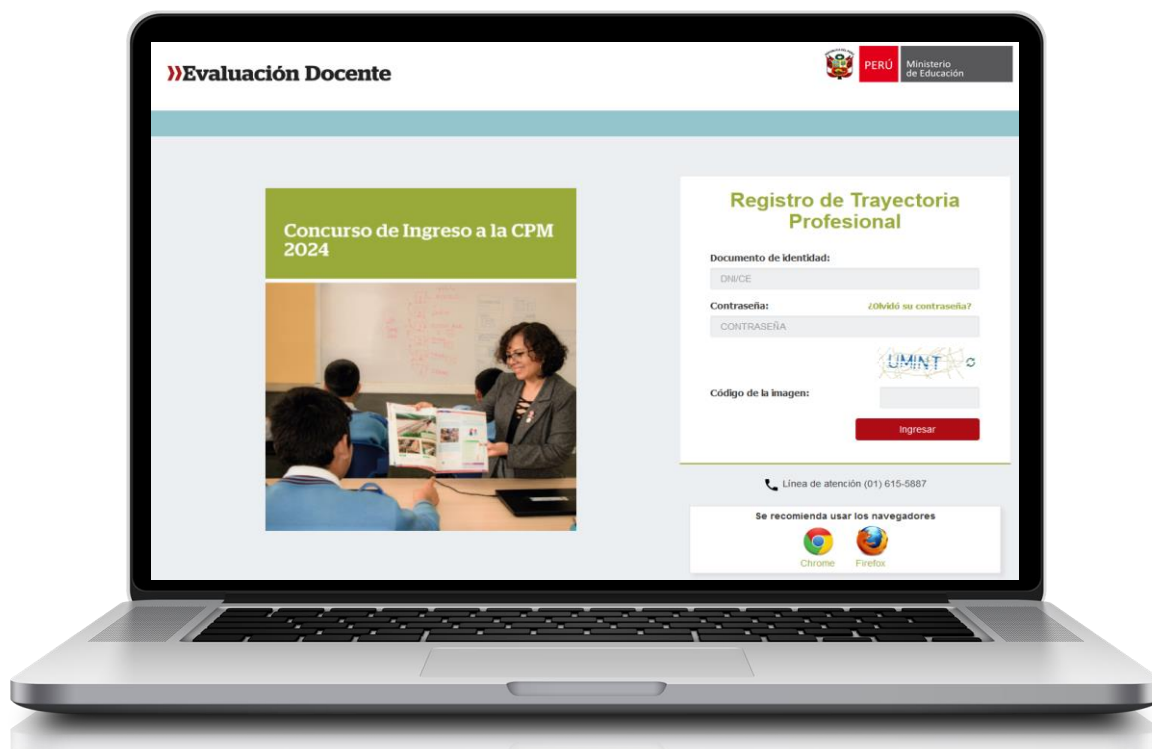 »Evaluación Docente
PERÚ
Ministerio
de Educación
Concurso de Ingreso a la CPM
2024
Registro de Trayectoria
Profesional
Documento de identidad:
DNI/CE
Contraseña:
¿Olvidó su contraseña?
CONTRASEÑA
UMINT
Código de la imagen:
Ingresar
Línea de atención (01) 615-5887
Se recomienda usar los navegadores
Chrome
Firefox